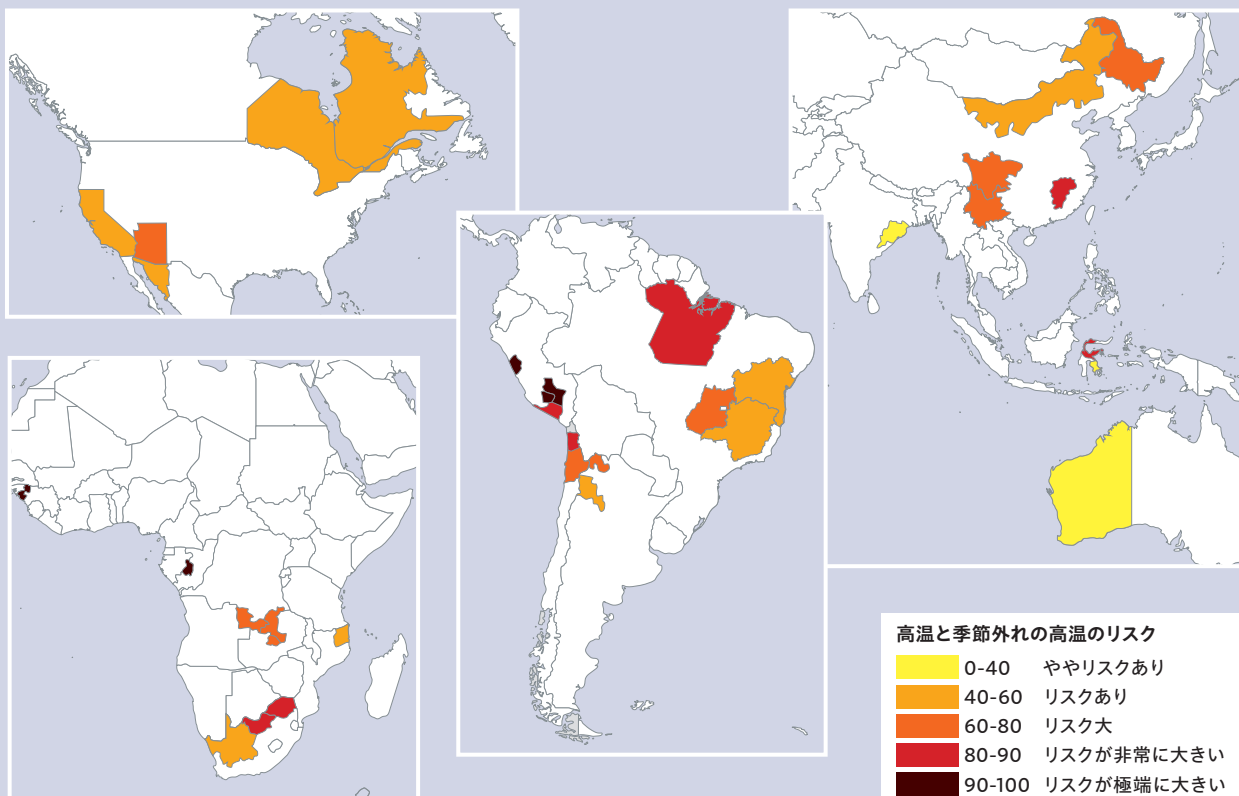 高温と季節外れの高温のリスク
0-40 ややリスクあり
40-60 リスクあり
60-80 リスク大
80-90 リスクが非常に大きい
90-100 リスクが極端に大きい